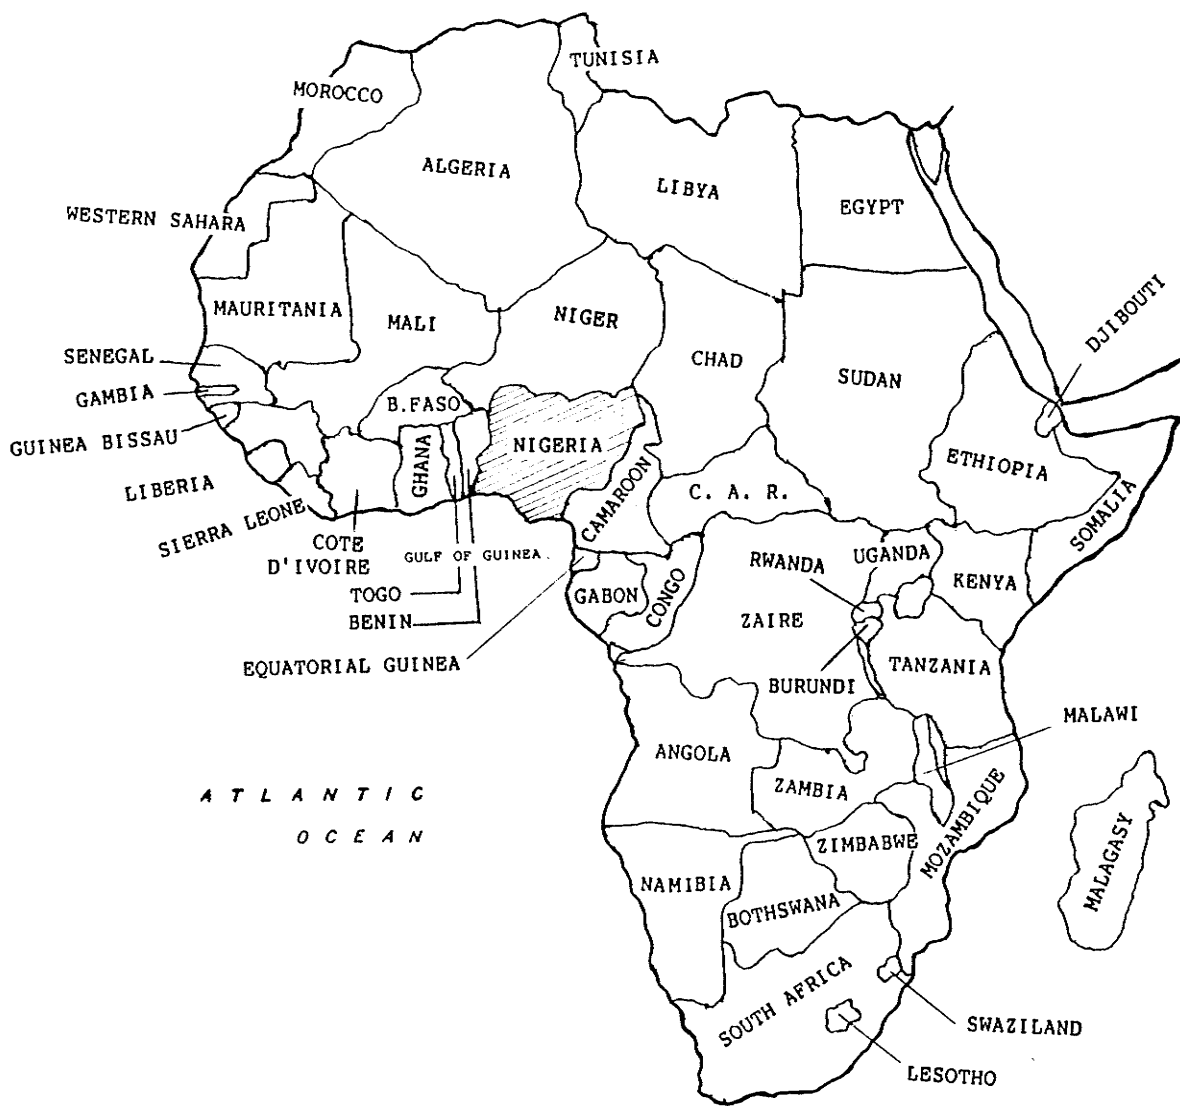 TUNISIA
MOROCCO
ALGERIA
LIBYA
EGYPT
WESTERN SAHARA
MAURITANIA
MALI
NIGER
DJIBOUTI
SENEGAL
CHAD
SUDAN
GAMBIA
B.FASO
GUINEA BISSAU
NIGERIA
GHANA
ETHIOPIA
LIBERIA
CAMAROON
C. A. R.
SOMALIA
SIERRA LEONE
COTE
D'IVOIRE
GULF OF GUINEA
RWANDA
UGANDA
KENYA
TOGO
GABON
CONGO
BENIN
ZAIRE
EQUATORIAL GUINEA
TANZANIA
BURUNDI
MALAWI
ANGOLA
ZAMBIA
ATLANTIC
OCEAN
MOZAMBIQUE
ZIMBABWE
MALAGASY
NAMIBIA
BOTHSWANA
SOUTH AFRICA
SWAZILAND
LESOTHO